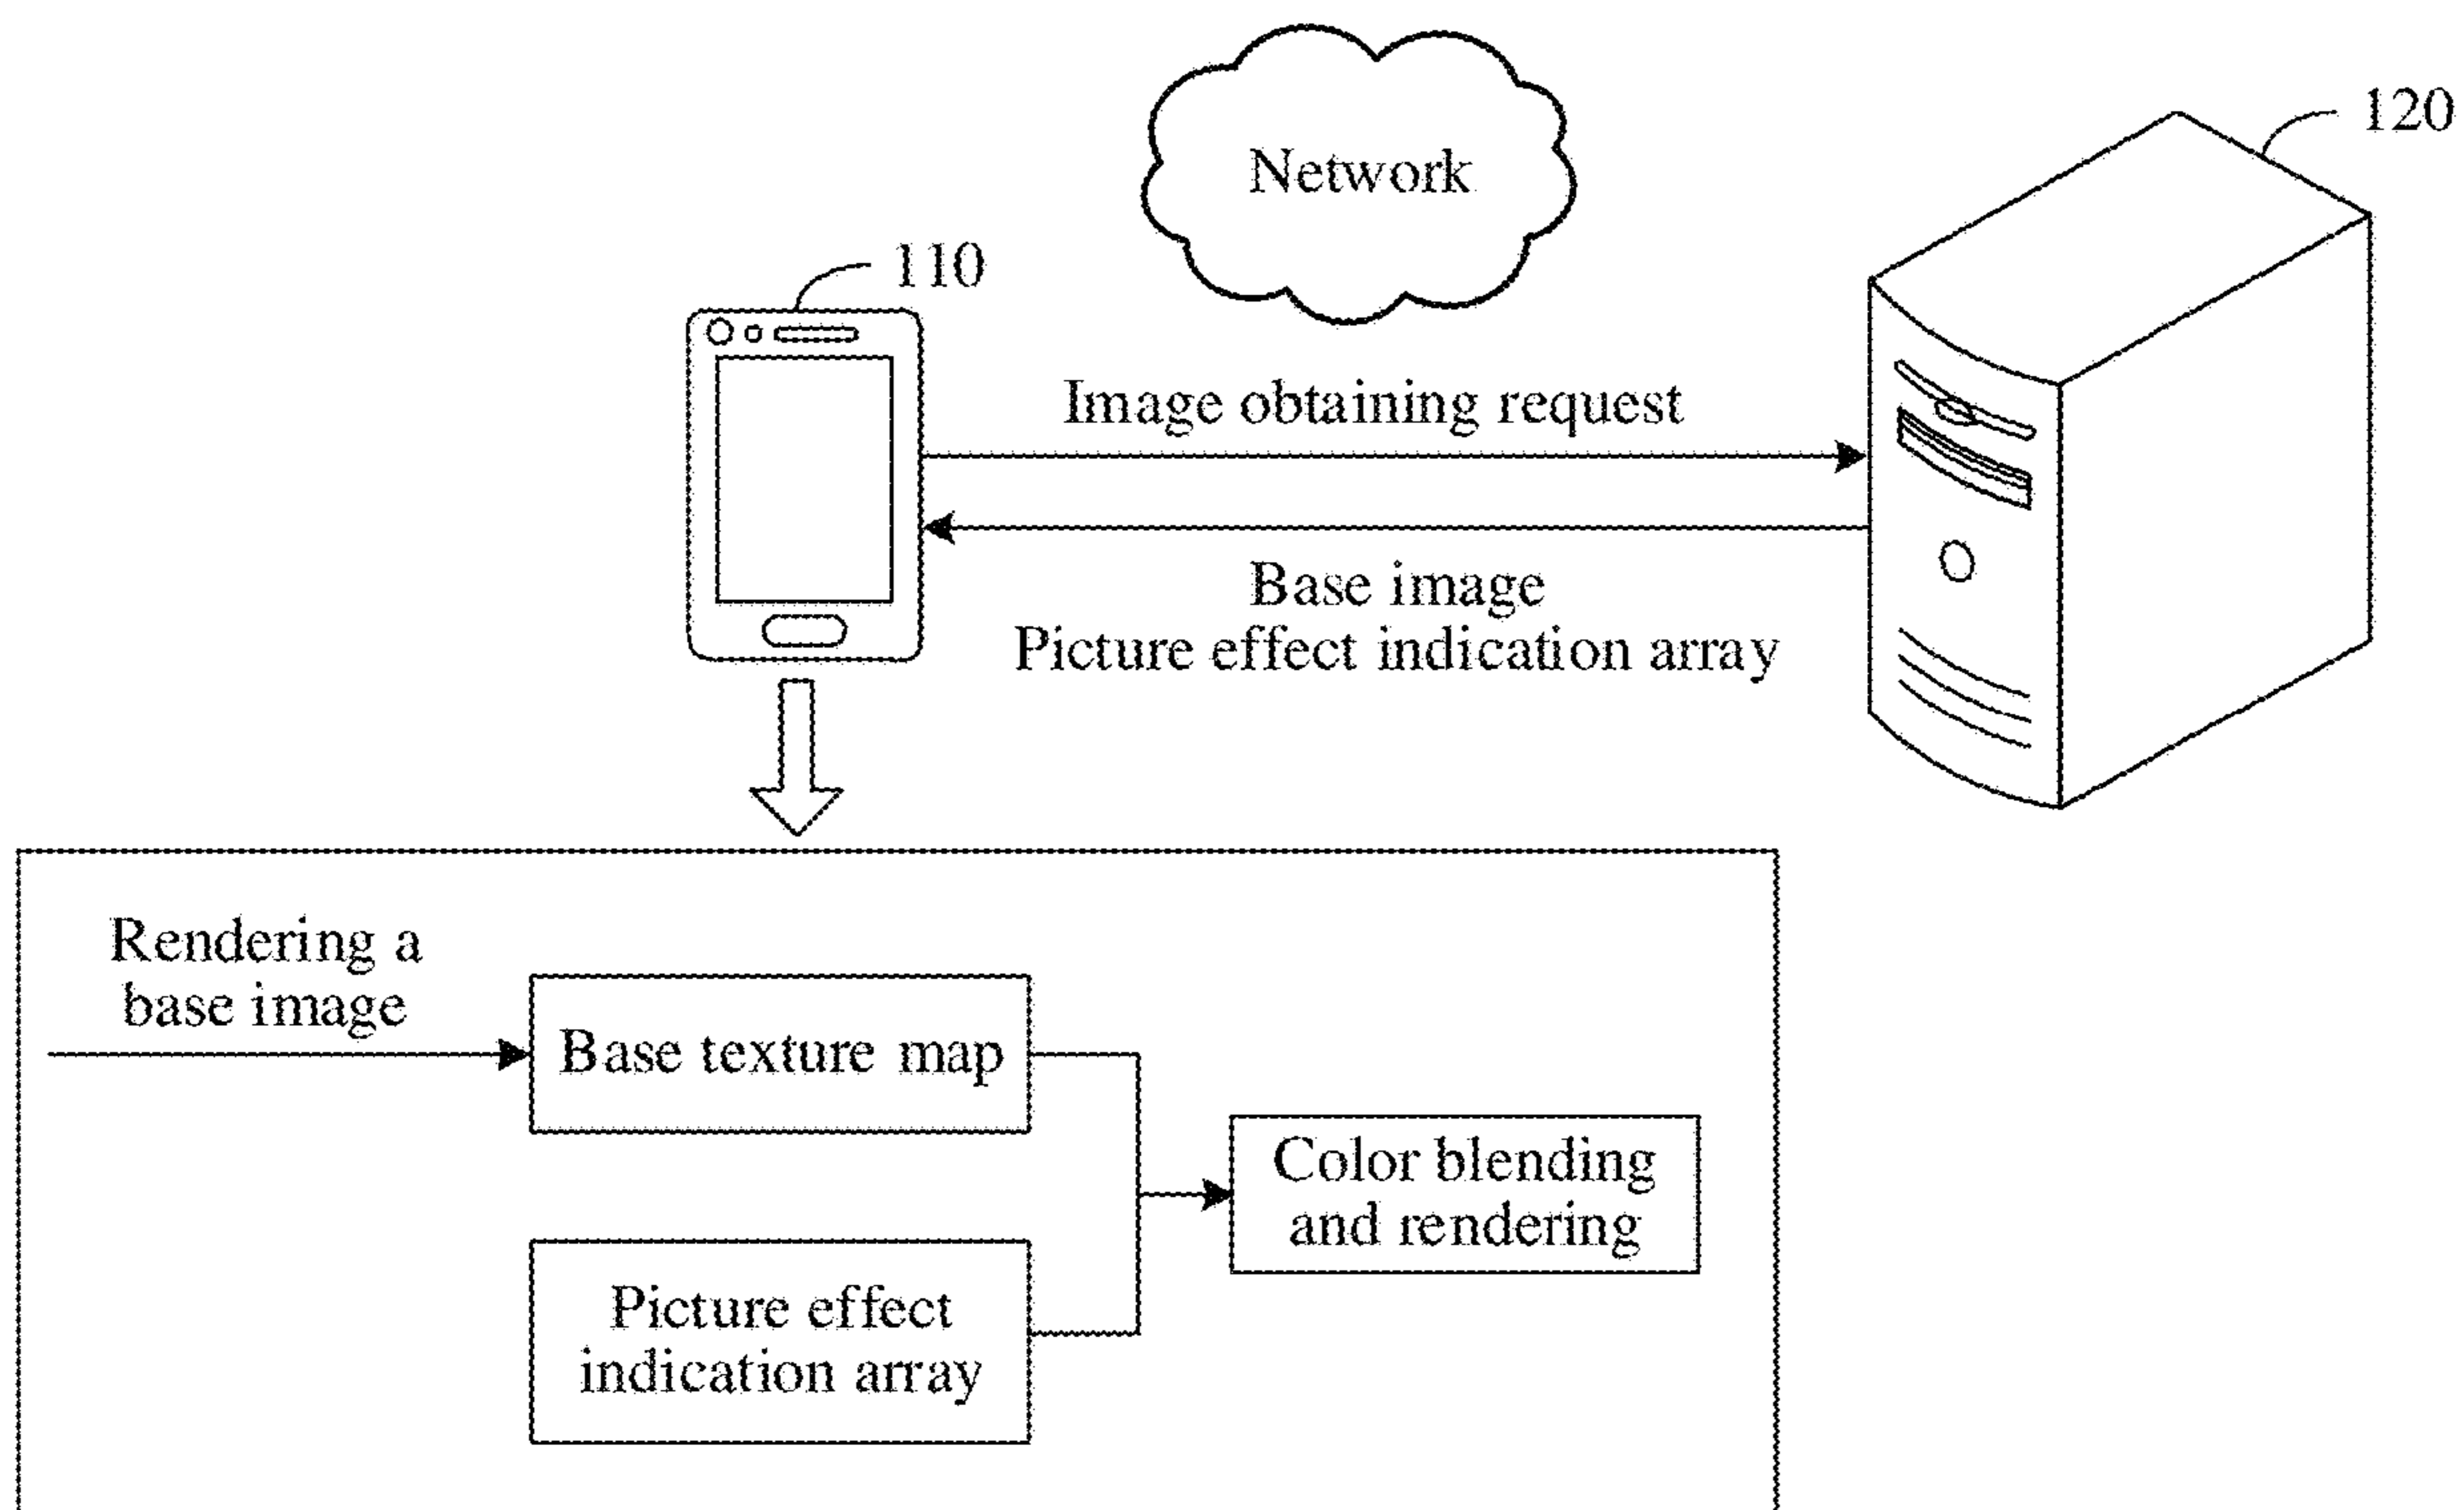 Network
120
110
Image obtaining request
Base image
Picture effect indication array
Rendering a
base image
Base texture map
Color blending
and rendering
Picture effect
indication array